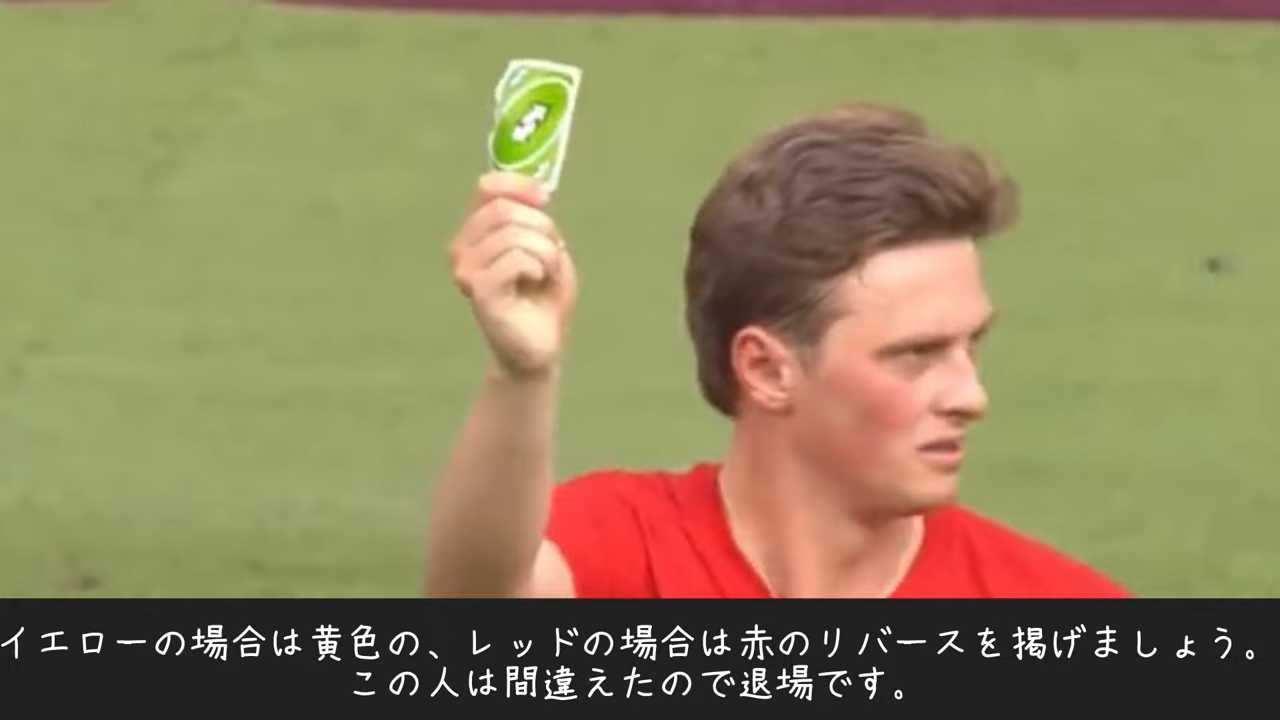 イエローの場合は黄色の、レッドの場合は赤のリバースを掲げましょう。
この人は間違えたので退場です。